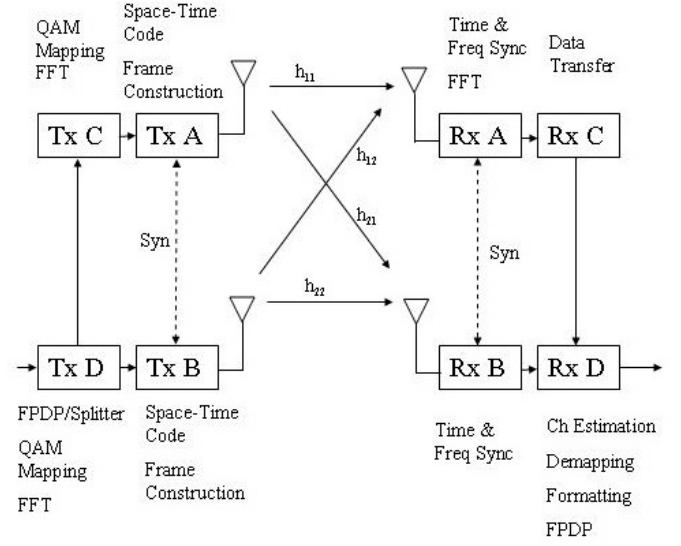 QAM
Mapping
FFT
Space-Time
Code
Frame
Construction
Time &
Freq Sync
FFT
Data
Transfer
h11
Tx C
Tx A
Rx A
Rx C
h12
h21
Syn
Syn
h22
Tx D
Tx B
Rx B
Rx D
FPDP/Splitter
QAM
Mapping
FFT
Space-Time
Code
Frame
Construction
Time &
Freq Sync
Ch Estimation
Demapping
Formatting
FPDP